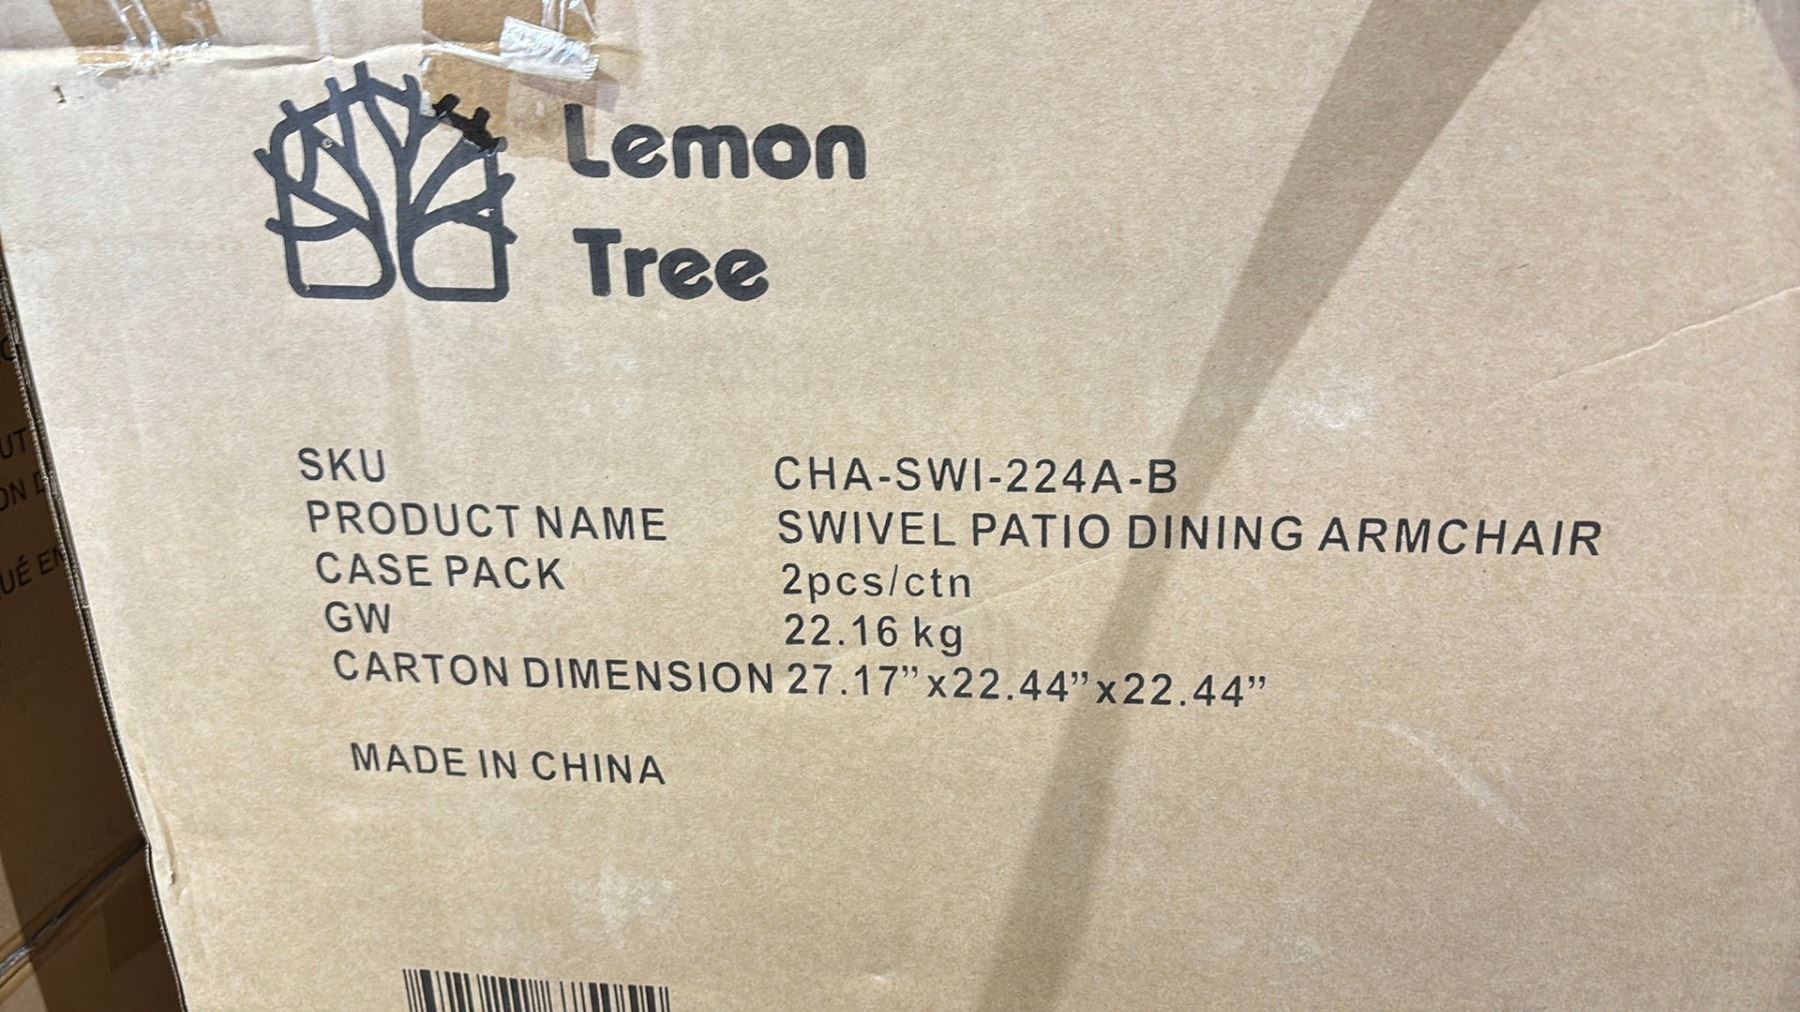 Lemon
Tree
SKU CHA-SWI-224A-B
PRODUCT NAME SWIVEL PATIO DINING ARMCHAIR
CASE PACK 2pcs/ctn
GW 22.16 kg
CARTON DIMENSION 27.17”x22.44”x22.44”
MADE IN CHINA